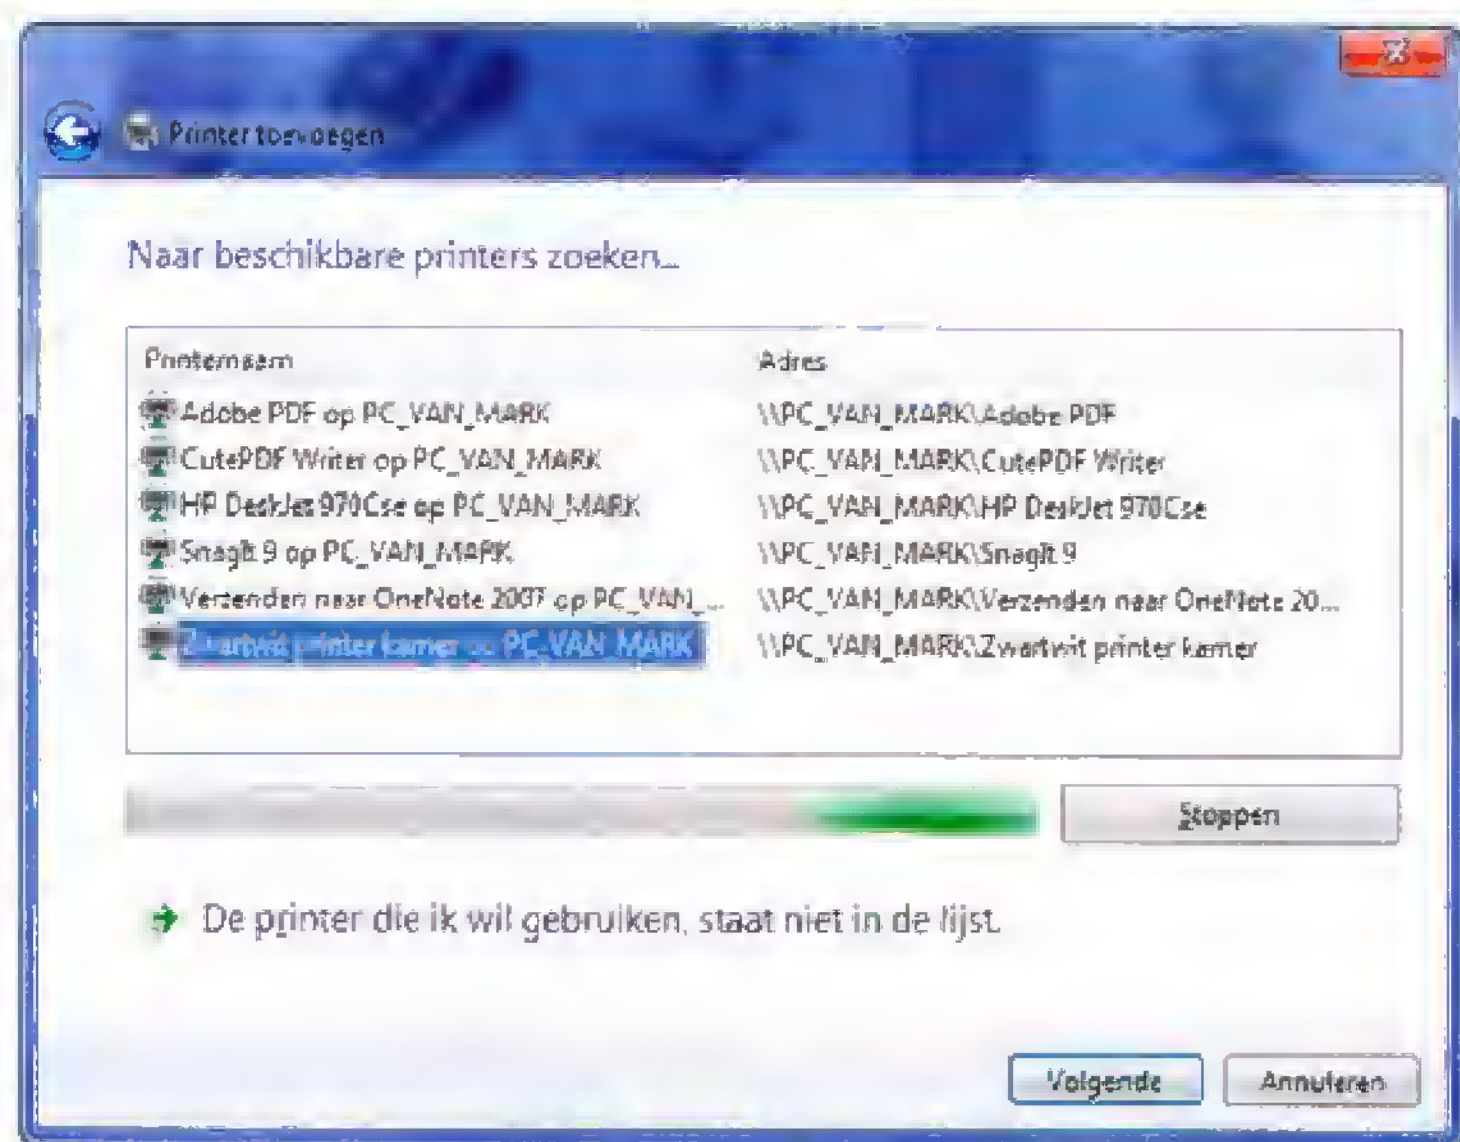 Printer toevoegen
Naar beschikbare printers zoeken...
Printernaam Adres
Adobe PDF op PC_VAN_MARK \\PC_VAN_MARK\Adobe PDF
CutePDF Writer op PC_VAN_MARK \\PC_VAN_MARK\CutePDF Writer
HP DeskJet 970Cse op PC_VAN_MARK \\PC_VAN_MARK\HP DeskJet 970Cse
SnagIt 9 op PC_VAN_MARK \\PC_VAN_MARK\SnagIt 9
Verzenden naar OneNote 2007 op PC_VAN_... \\PC_VAN_MARK\Verzenden naar OneNote 20...
Zwartwit printer kamer op PC_VAN_MARK \\PC_VAN_MARK\Zwartwit printer kamer
Stoppen
De printer die ik wil gebruiken, staat niet in de lijst.
Volgende Annuleren